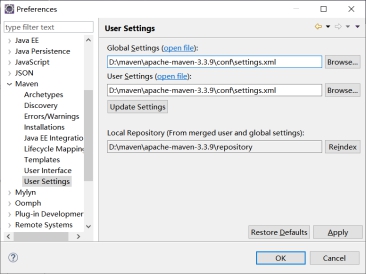 Preferences
type filter text
Java EE
Java Persistence
JavaScript
JSON
Maven
Archetypes
Discovery
Errors/Warnings
Installations
Java EE Integratio
Lifecycle Mapping
Templates
User Interface
User Settings
Mylyn
Oomph
Plug-in Developmer
Remote Systems
User Settings
Global Settings (open file):
D:\maven\apache-maven-3.3.9\conf\settings.xml
Browse...
User Settings (open file):
D:\maven\apache-maven-3.3.9\conf\settings.xml
Browse...
Update Settings
Local Repository (From merged user and global settings):
D:\maven\apache-maven-3.3.9\repository
Reindex
Restore Defaults
Apply
OK
Cancel